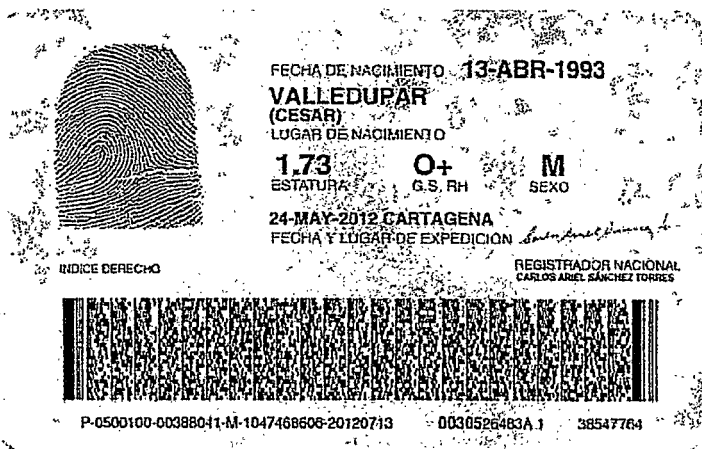 FECHA DE NACIMIENTO 13-ABR-1993
VALLEDUPAR
(CESAR)
LUGAR DE NACIMIENTO
1.73 O+ M
ESTATURA G.S. RH SEXO
24-MAY-2012 CARTAGENA
FECHA Y LUGAR DE EXPEDICIÓN
INDICE DERECHO
REGISTRADOR NACIONAL
CARLOS ARIEL SÁNCHEZ TORRES
P-0500100-00388041-M-1047468606-20120713 0030526483A 1 38547764